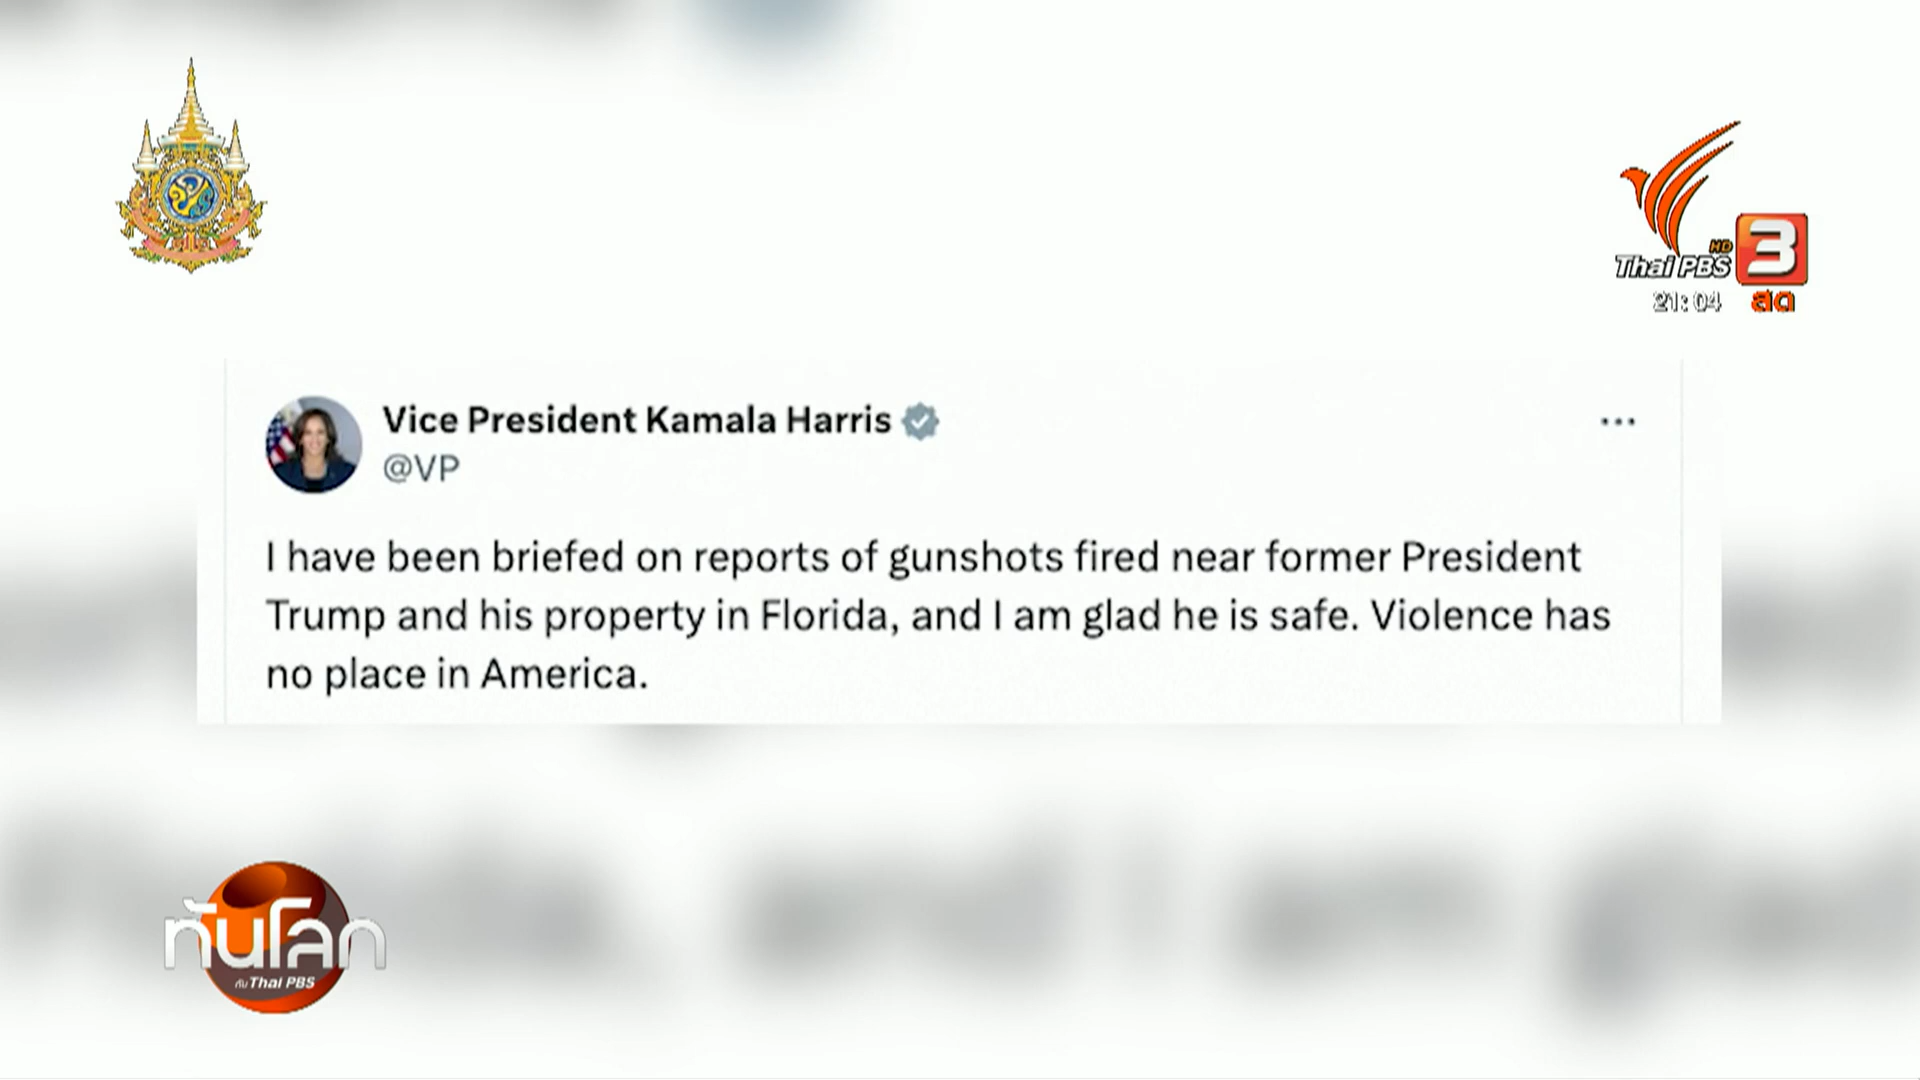 HD
Thai PBS 3
21:04 สด
Vice President Kamala Harris
@VP
I have been briefed on reports of gunshots fired near former President
Trump and his property in Florida, and I am glad he is safe. Violence has
no place in America.
ทันโลก
กับ Thai PBS